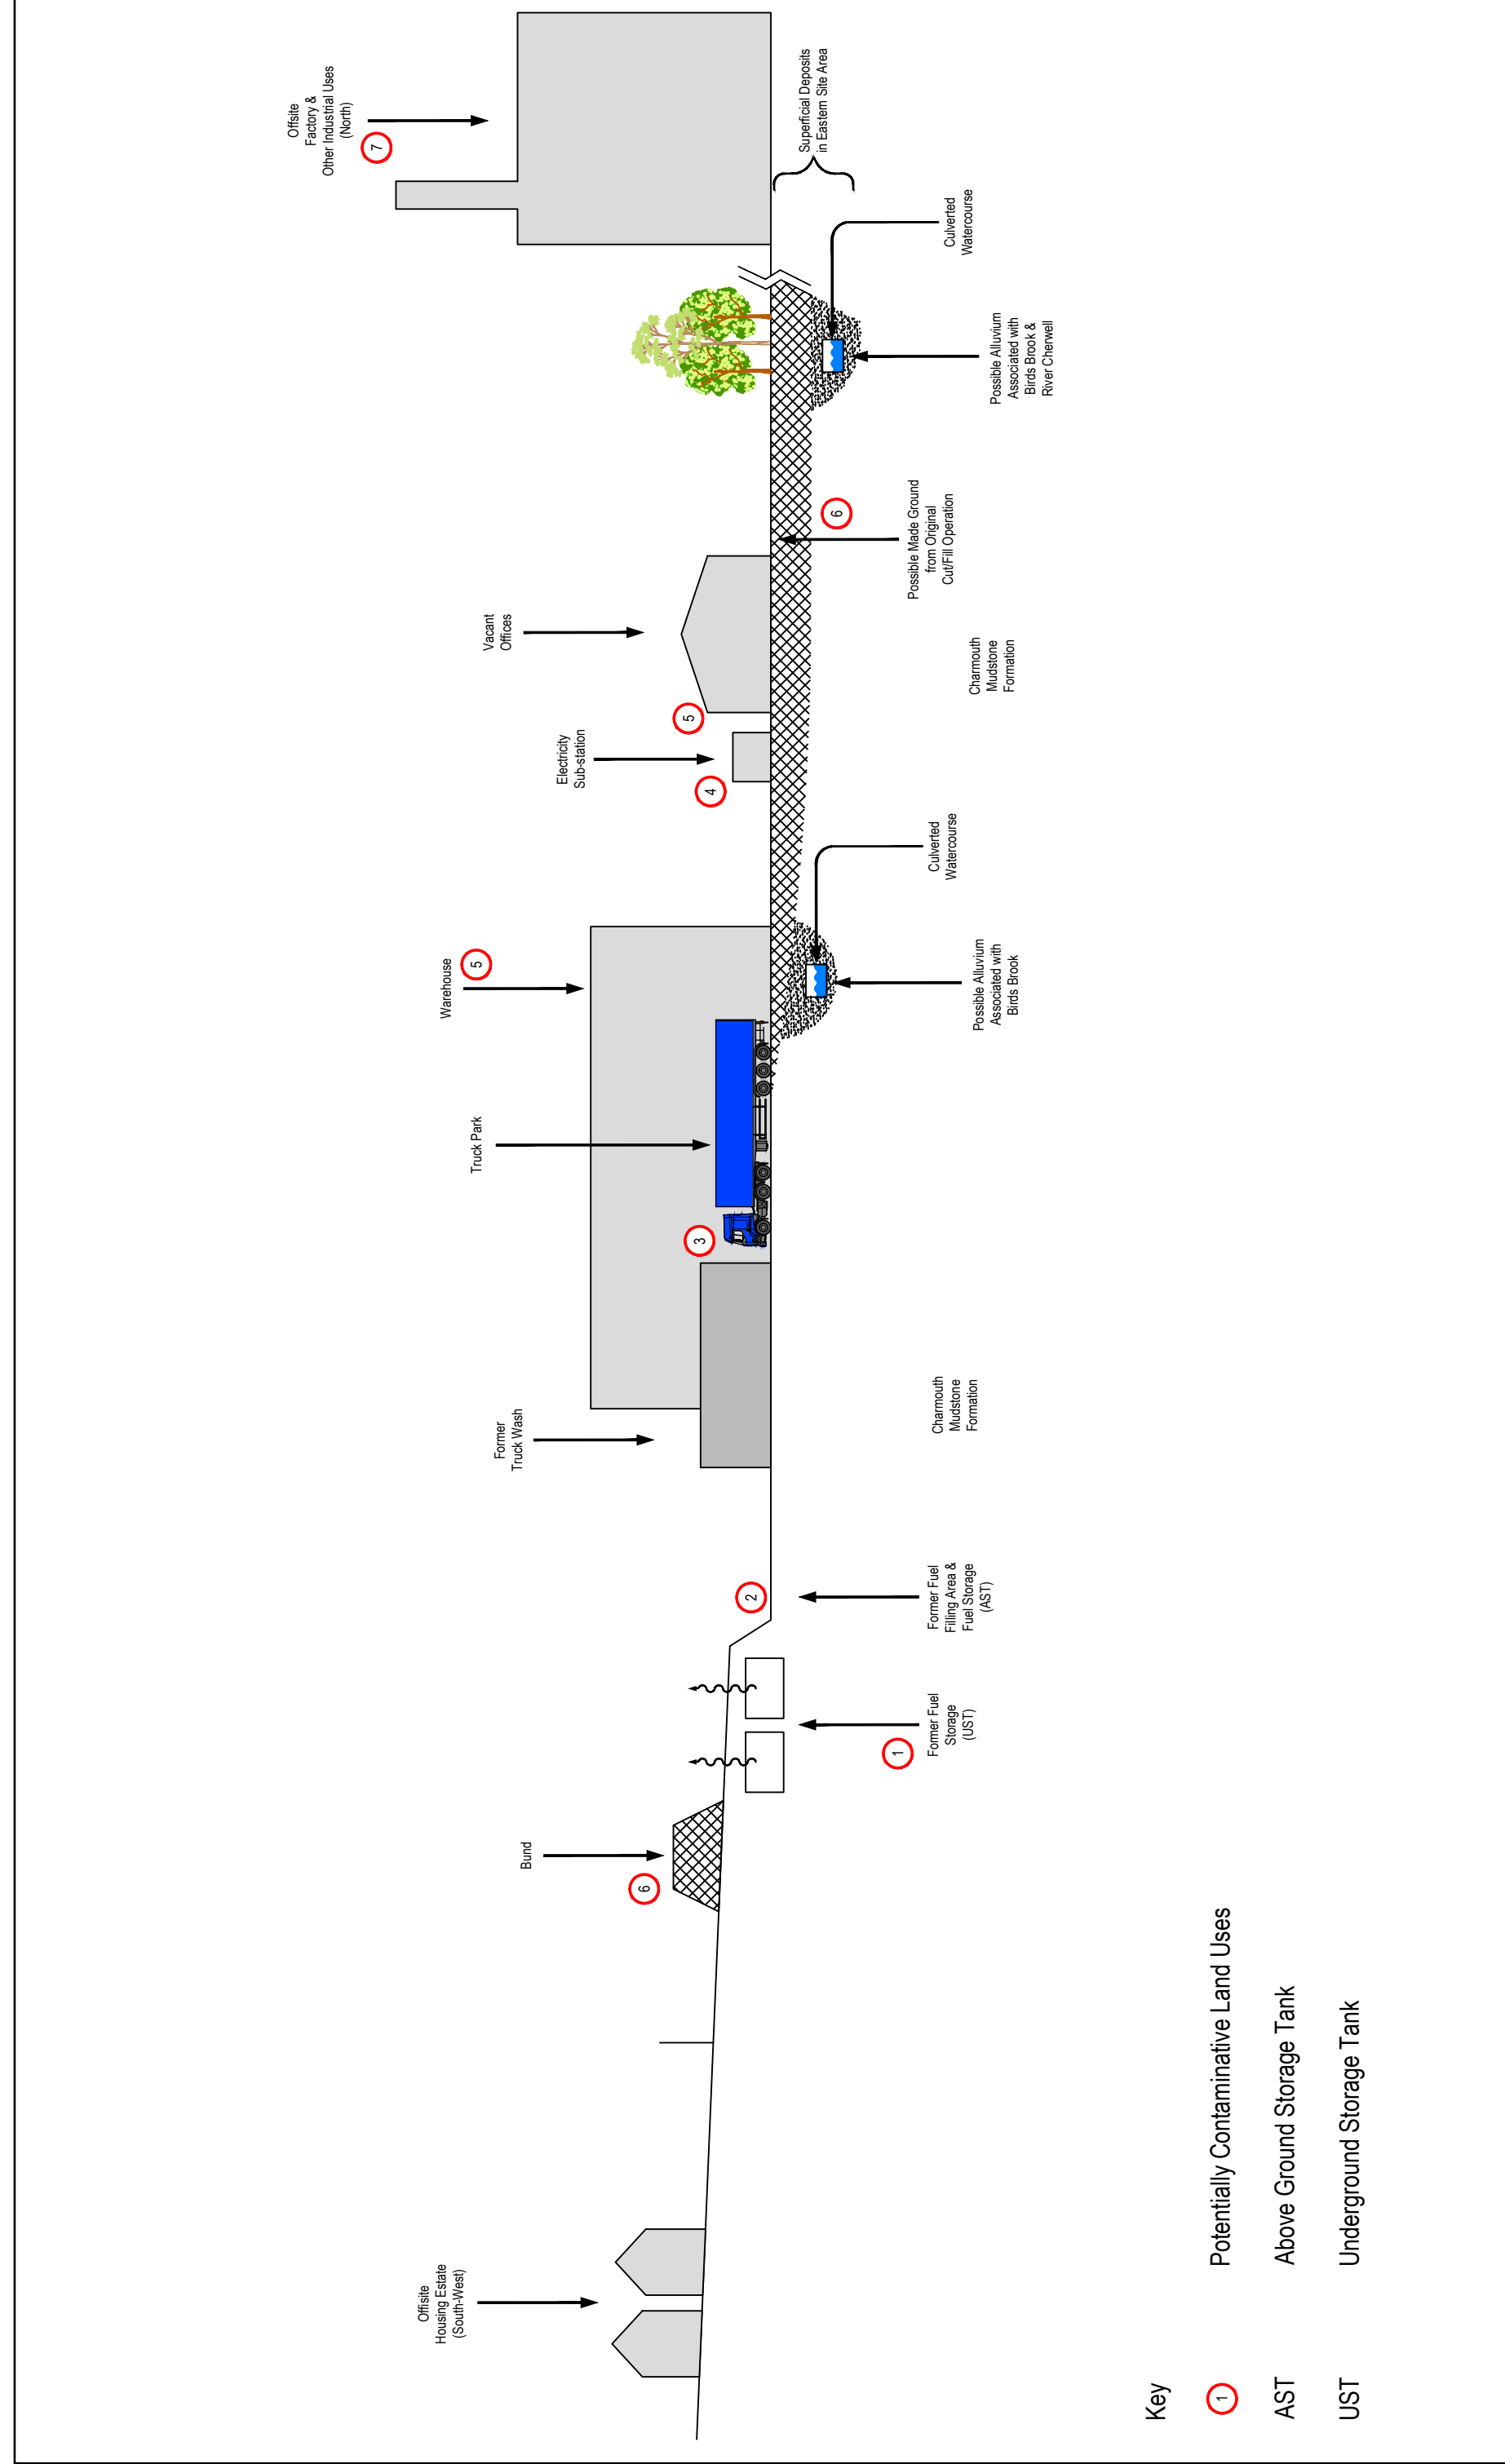 Offisite
Housing Estate
(South-West)
Bund
6
Former
Truck Wash
Truck Park
3
Warehouse
5
Electricity
Sub-station
4
Vacant
Offices
5
Offsite
Factory &
Other Industrial Uses
(North)
7
Former Fuel
Storage
(UST)
1
2
Former Fuel
Filling Area &
Fuel Storage
(AST)
Charmouth
Mudstone
Formation
Possible Alluvium
Associated with
Birds Brook
Culverted
Watercourse
Charmouth
Mudstone
Formation
Possible Made Ground
from Original
Cut/Fill Operation
6
Possible Alluvium
Associated with
Birds Brook &
River Cherwell
Culverted
Watercourse
Superficial Deposits
in Eastern Site Area
Key
1 Potentially Contaminative Land Uses
AST Above Ground Storage Tank
UST Underground Storage Tank